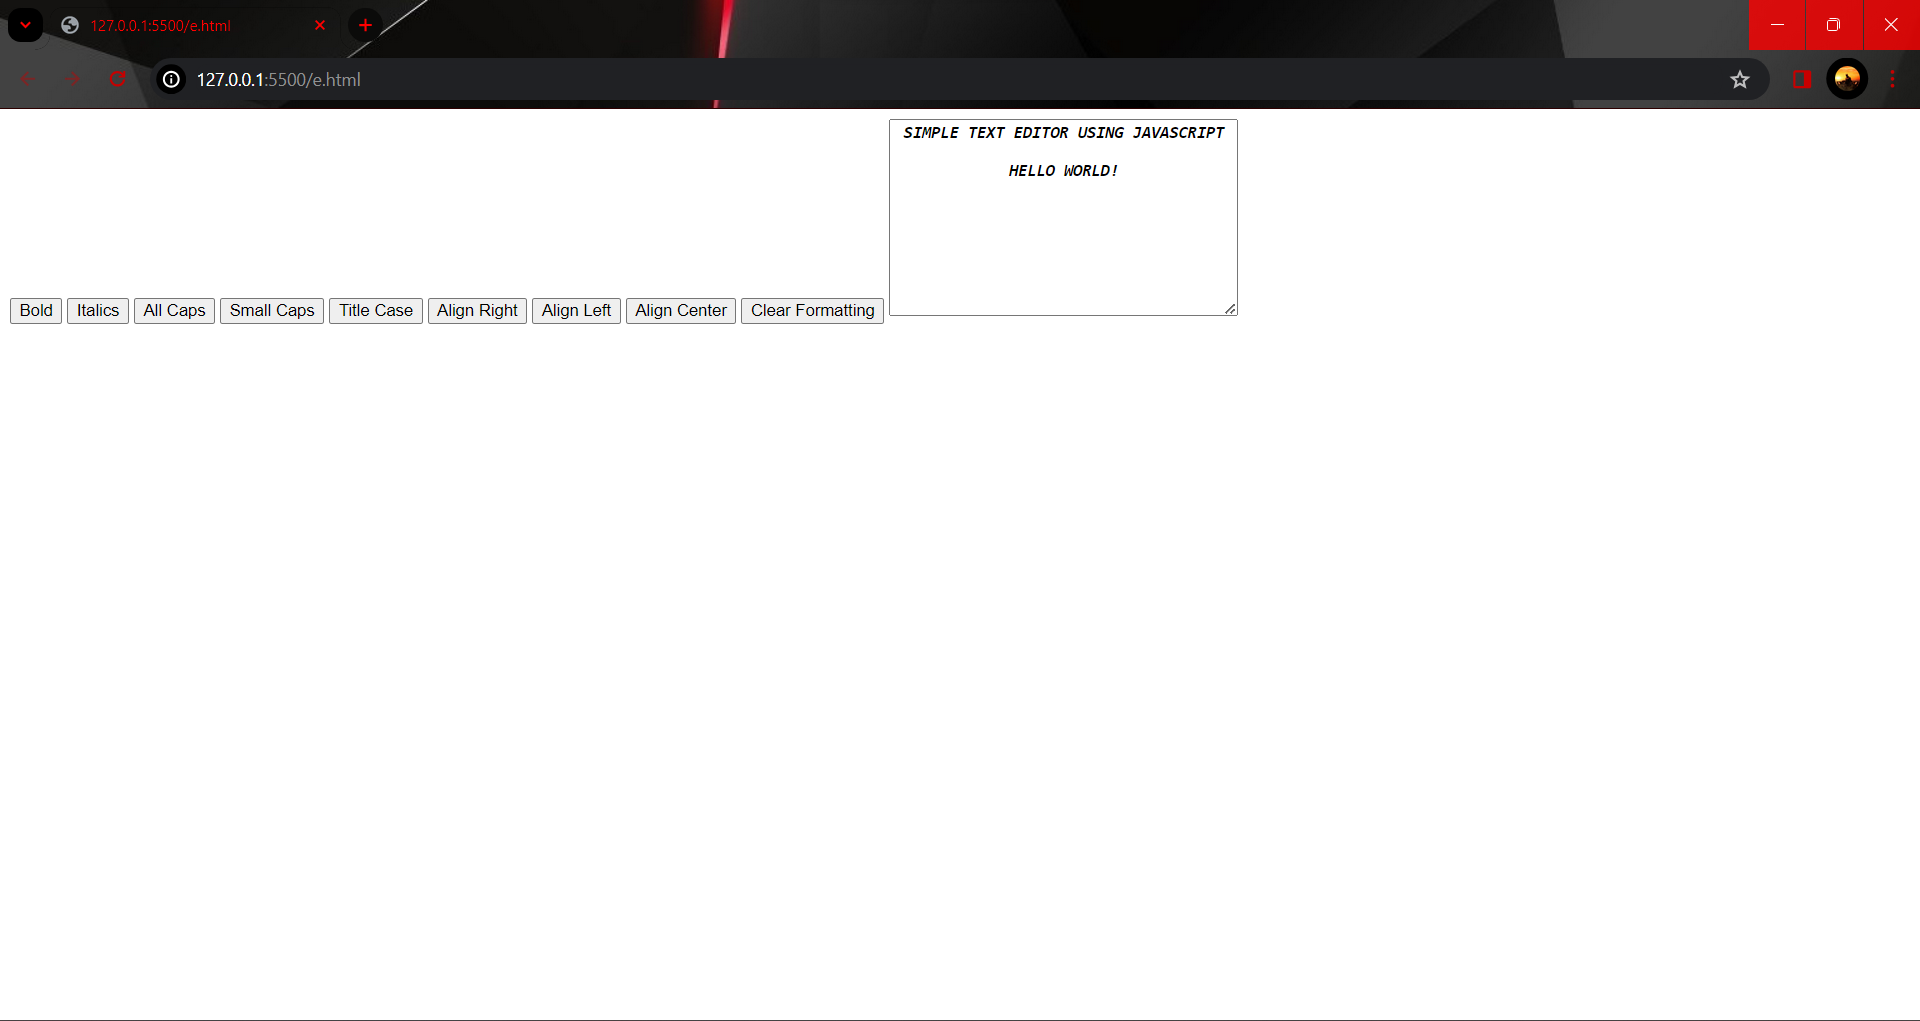 127.0.0.1:5500/e.html
127.0.0.1:5500/e.html
SIMPLE TEXT EDITOR USING JAVASCRIPT
HELLO WORLD!
Bold Italics All Caps Small Caps Title Case Align Right Align Left Align Center Clear Formatting